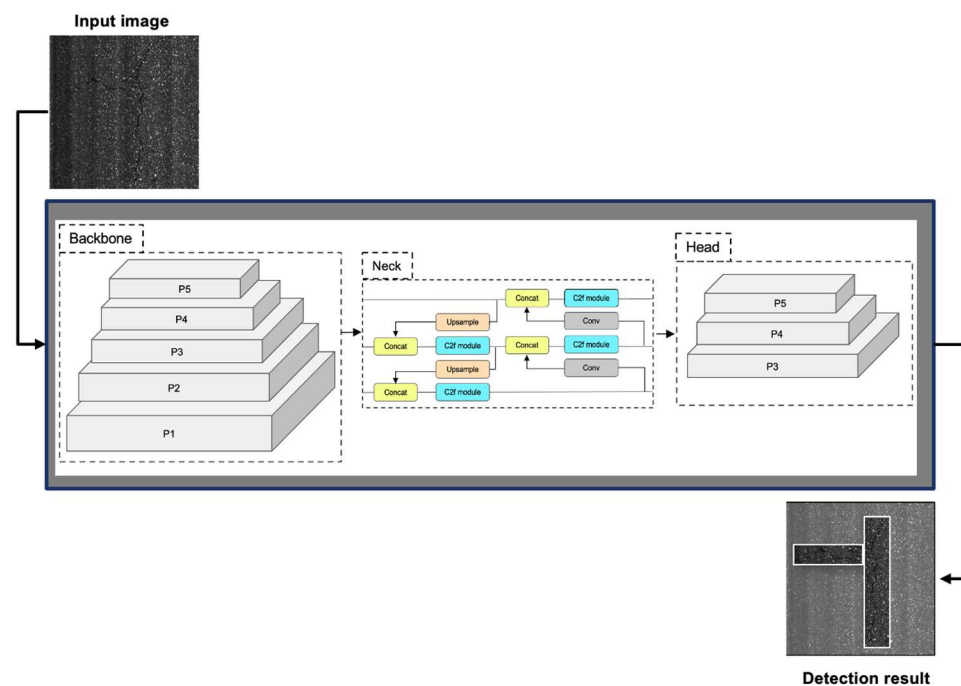 Input image
Backbone
P5
P4
P3
P2
P1
Neck
Concat
C2f module
Upsample
Conv
Concat
C2f module
Concat
C2f module
Upsample
Conv
Concat
C2f module
Head
P5
P4
P3
Detection result